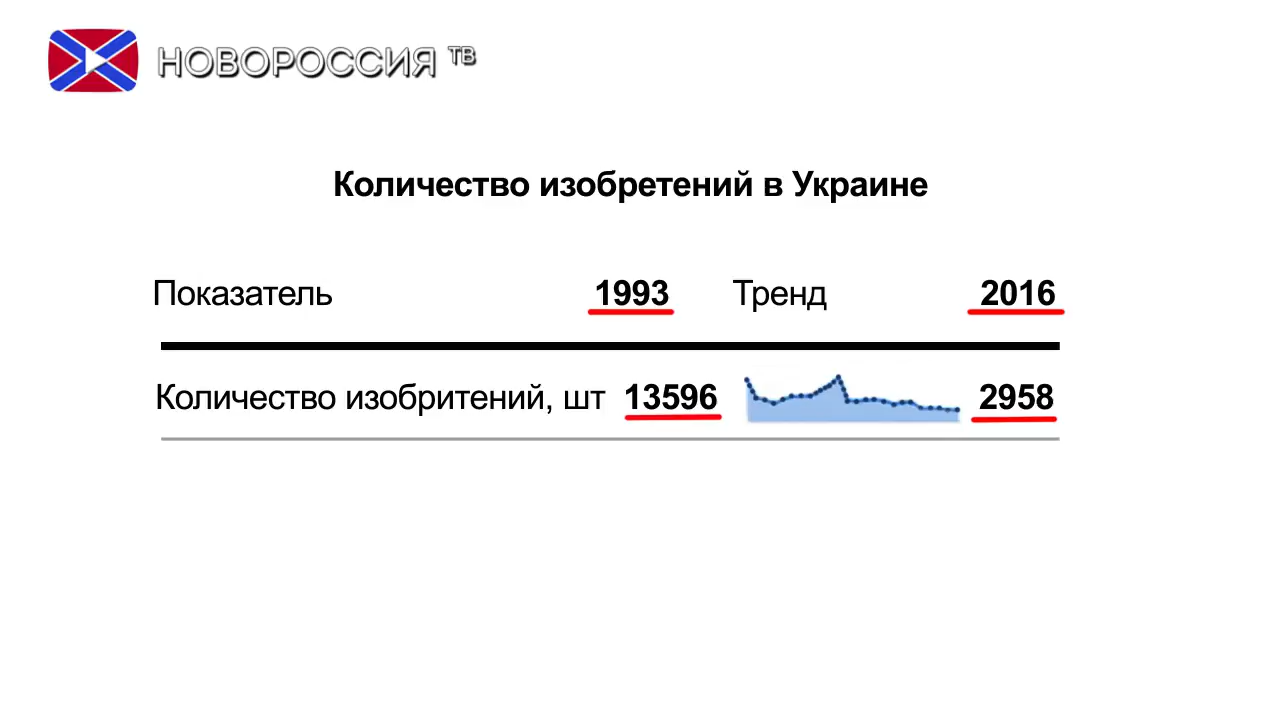 НОВОРОССИЯ ТВ
Количество изобретений в Украине
Показатель 1993 Тренд 2016
Количество изобритений, шт 13596 2958